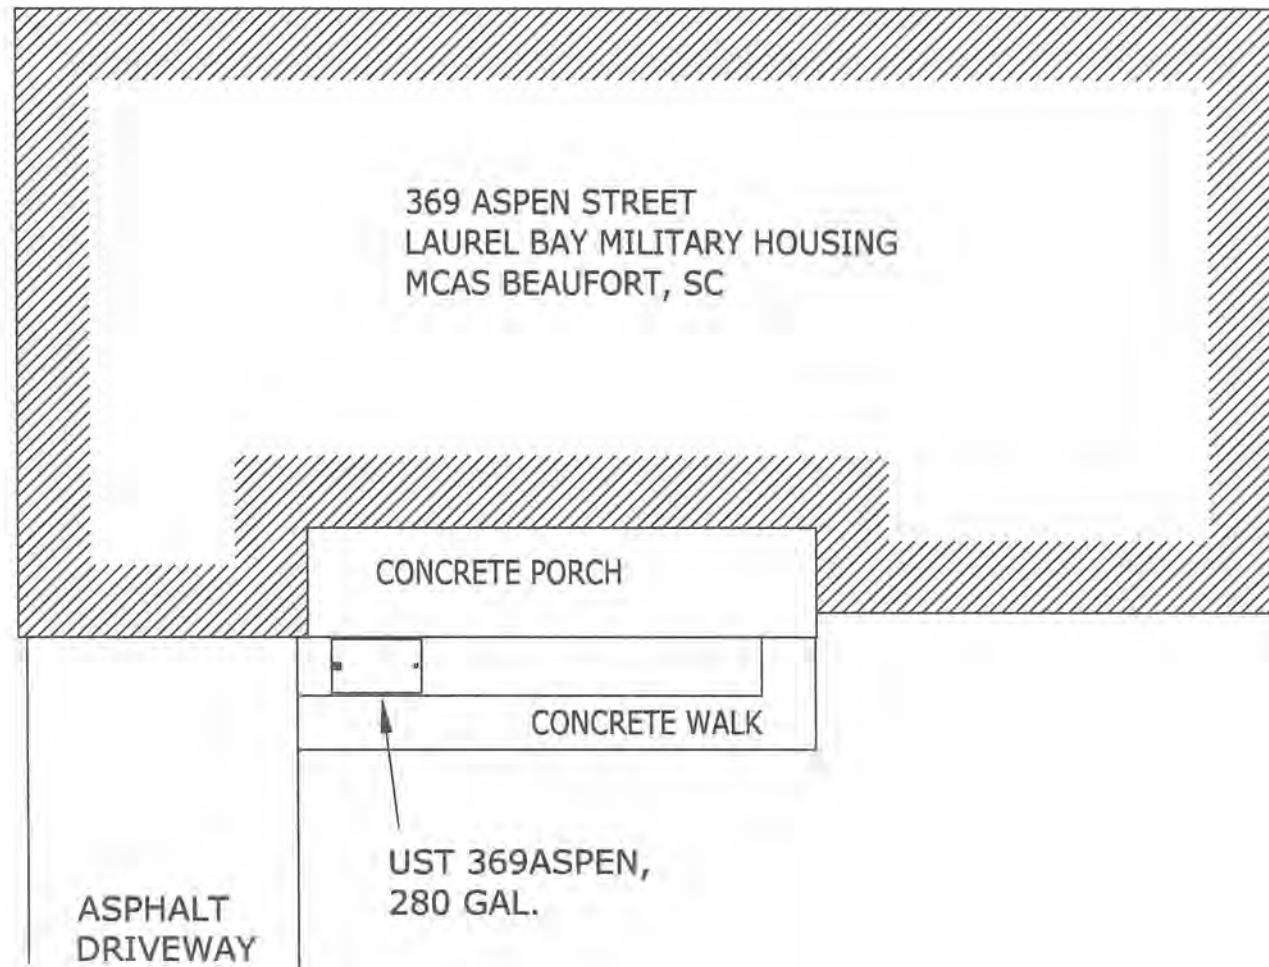 369 ASPEN STREET
LAUREL BAY MILITARY HOUSING
MCAS BEAUFORT, SC
CONCRETE PORCH
CONCRETE WALK
UST 369ASPEN,
280 GAL.
ASPHALT
DRIVEWAY